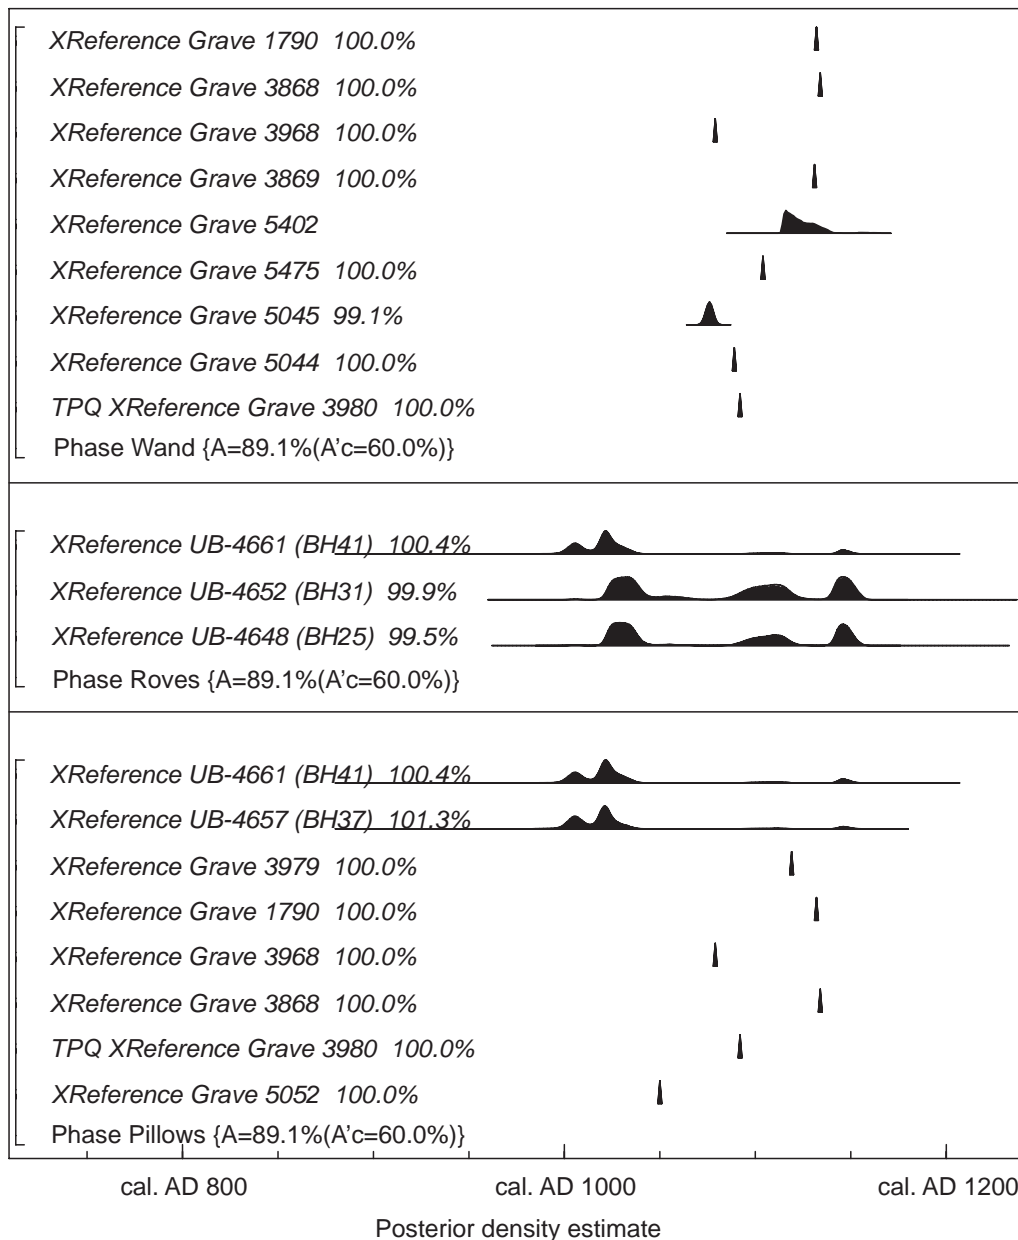 XReference Grave 1790 100.0%
XReference Grave 3868 100.0%
XReference Grave 3968 100.0%
XReference Grave 3869 100.0%
XReference Grave 5402
XReference Grave 5475 100.0%
XReference Grave 5045 99.1%
XReference Grave 5044 100.0%
TPQ XReference Grave 3980 100.0%
Phase Wand {A=89.1%(A'c=60.0%)}
XReference UB-4661 (BH41) 100.4%
XReference UB-4652 (BH31) 99.9%
XReference UB-4648 (BH25) 99.5%
Phase Roves {A=89.1%(A'c=60.0%)}
XReference UB-4661 (BH41) 100.4%
XReference UB-4657 (BH37) 101.3%
XReference Grave 3979 100.0%
XReference Grave 1790 100.0%
XReference Grave 3968 100.0%
XReference Grave 3868 100.0%
TPQ XReference Grave 3980 100.0%
XReference Grave 5052 100.0%
Phase Pillows {A=89.1%(A'c=60.0%)}
cal. AD 800 cal. AD 1000 cal. AD 1200
Posterior density estimate